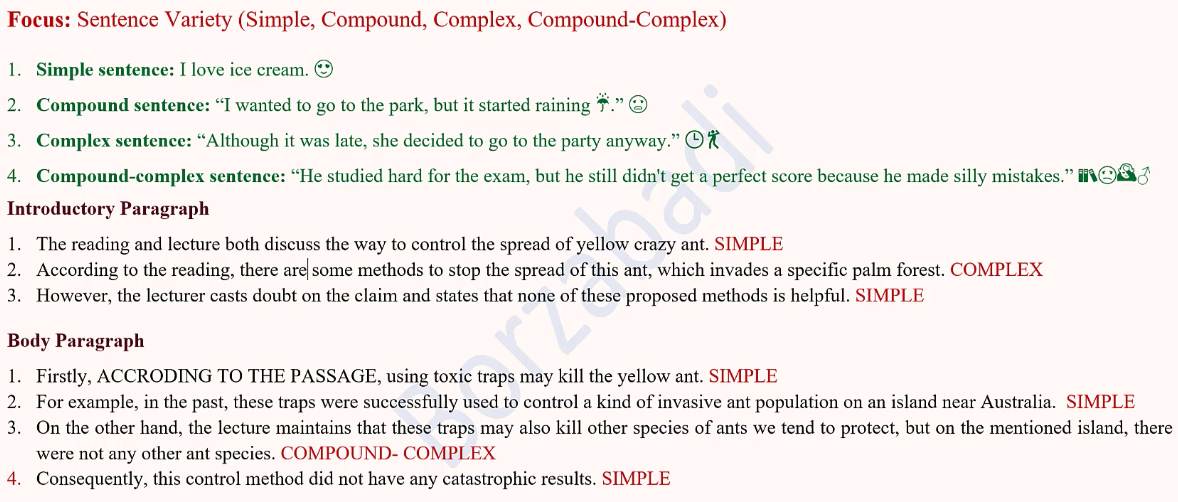 Focus: Sentence Variety (Simple, Compound, Complex, Compound-Complex)
1. Simple sentence: I love ice cream. 😍
2. Compound sentence: “I wanted to go to the park, but it started raining ☔.” 😞
3. Complex sentence: “Although it was late, she decided to go to the party anyway.” 🕒💃
4. Compound-complex sentence: “He studied hard for the exam, but he still didn't get a perfect score because he made silly mistakes.” 📚😕🤦♂
Introductory Paragraph
1. The reading and lecture both discuss the way to control the spread of yellow crazy ant. SIMPLE
2. According to the reading, there are some methods to stop the spread of this ant, which invades a specific palm forest. COMPLEX
3. However, the lecturer casts doubt on the claim and states that none of these proposed methods is helpful. SIMPLE
Body Paragraph
1. Firstly, ACCRODING TO THE PASSAGE, using toxic traps may kill the yellow ant. SIMPLE
2. For example, in the past, these traps were successfully used to control a kind of invasive ant population on an island near Australia. SIMPLE
3. On the other hand, the lecture maintains that these traps may also kill other species of ants we tend to protect, but on the mentioned island, there
were not any other ant species. COMPOUND- COMPLEX
4. Consequently, this control method did not have any catastrophic results. SIMPLE
Borzabadi